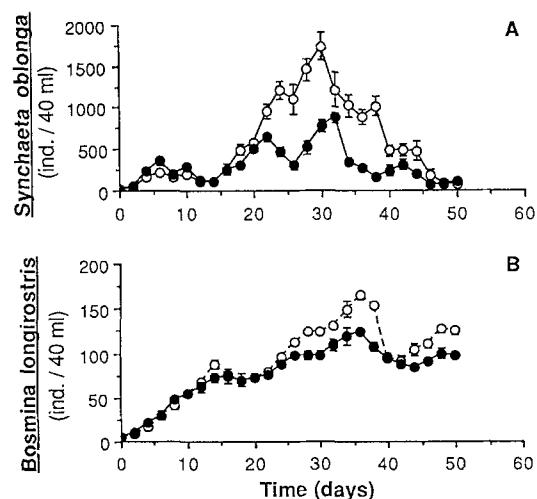 A
Synchaeta oblonga
(ind. / 40 ml)
2000
1500
1000
500
0
0 10 20 30 40 50 60
B
Bosmina longirostris
(ind. / 40 ml)
200
150
100
50
0
0 10 20 30 40 50 60
Time (days)